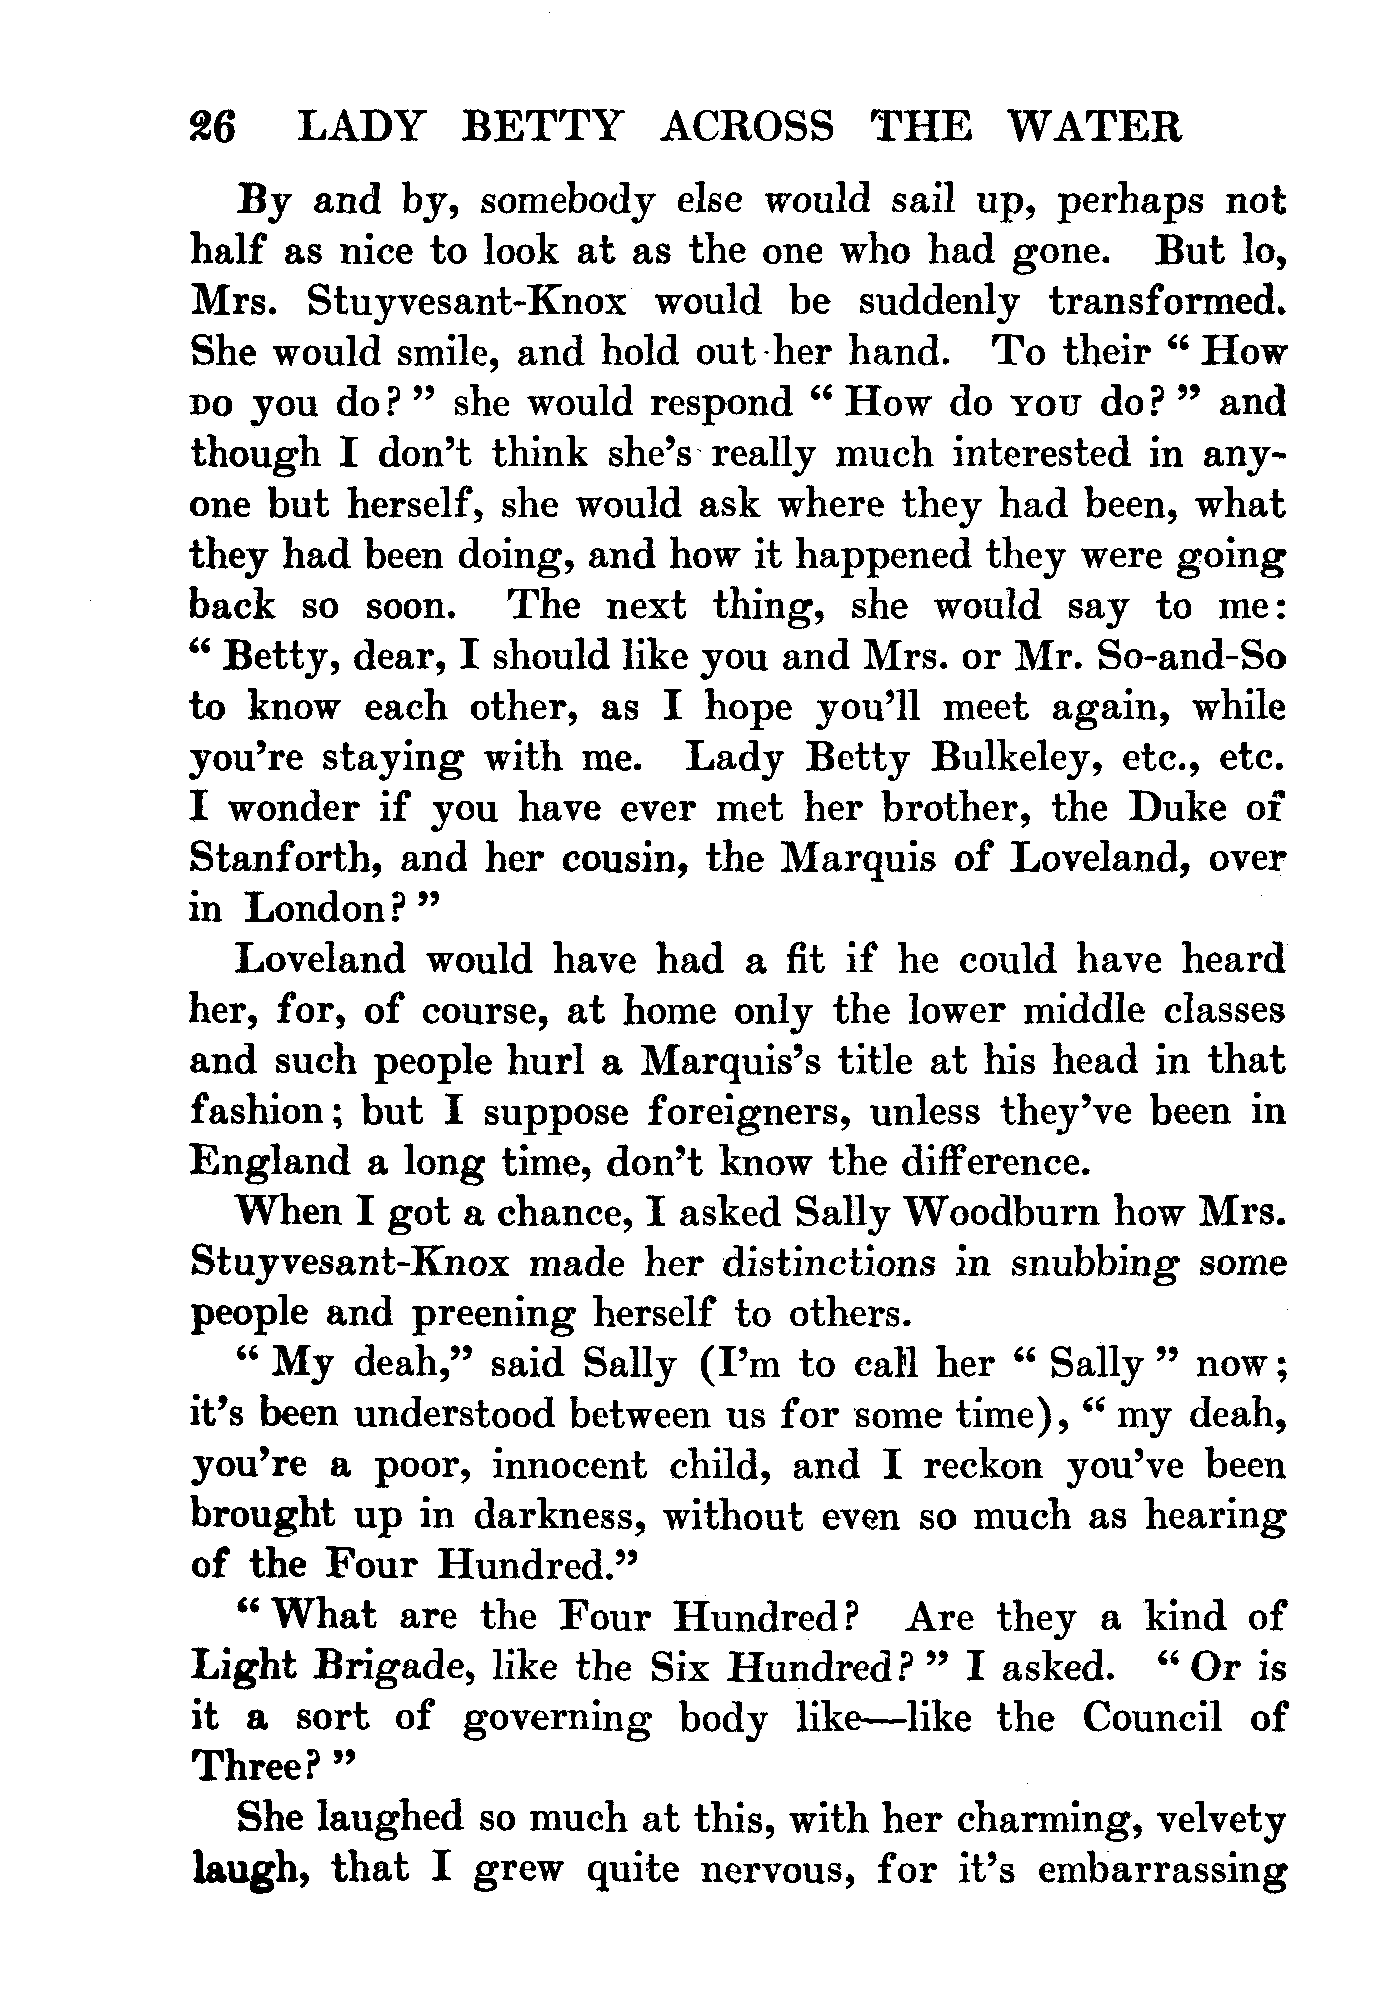 26 LADY BETTY ACROSS THE WATER
By and by, somebody else would sail up, perhaps not
half as nice to look at as the one who had gone. But lo,
Mrs. Stuyvesant-Knox would be suddenly transformed.
She would smile, and hold out her hand. To their “ How
DO you do? ” she would respond “ How do YOU do? ” and
though I don’t think she’s really much interested in any-
one but herself, she would ask where they had been, what
they had been doing, and how it happened they were going
back so soon. The next thing, she would say to me:
“ Betty, dear, I should like you and Mrs. or Mr. So-and-So
to know each other, as I hope you’ll meet again, while
you’re staying with me. Lady Betty Bulkeley, etc., etc.
I wonder if you have ever met her brother, the Duke of
Stanforth, and her cousin, the Marquis of Loveland, over
in London? ”
Loveland would have had a fit if he could have heard
her, for, of course, at home only the lower middle classes
and such people hurl a Marquis’s title at his head in that
fashion; but I suppose foreigners, unless they’ve been in
England a long time, don’t know the difference.
When I got a chance, I asked Sally Woodburn how Mrs.
Stuyvesant-Knox made her distinctions in snubbing some
people and preening herself to others.
“ My deah,” said Sally (I’m to call her “ Sally ” now;
it’s been understood between us for some time), “ my deah,
you’re a poor, innocent child, and I reckon you’ve been
brought up in darkness, without even so much as hearing
of the Four Hundred.”
“ What are the Four Hundred? Are they a kind of
Light Brigade, like the Six Hundred? ” I asked. “ Or is
it a sort of governing body like—like the Council of
Three? ”
She laughed so much at this, with her charming, velvety
laugh, that I grew quite nervous, for it’s embarrassing